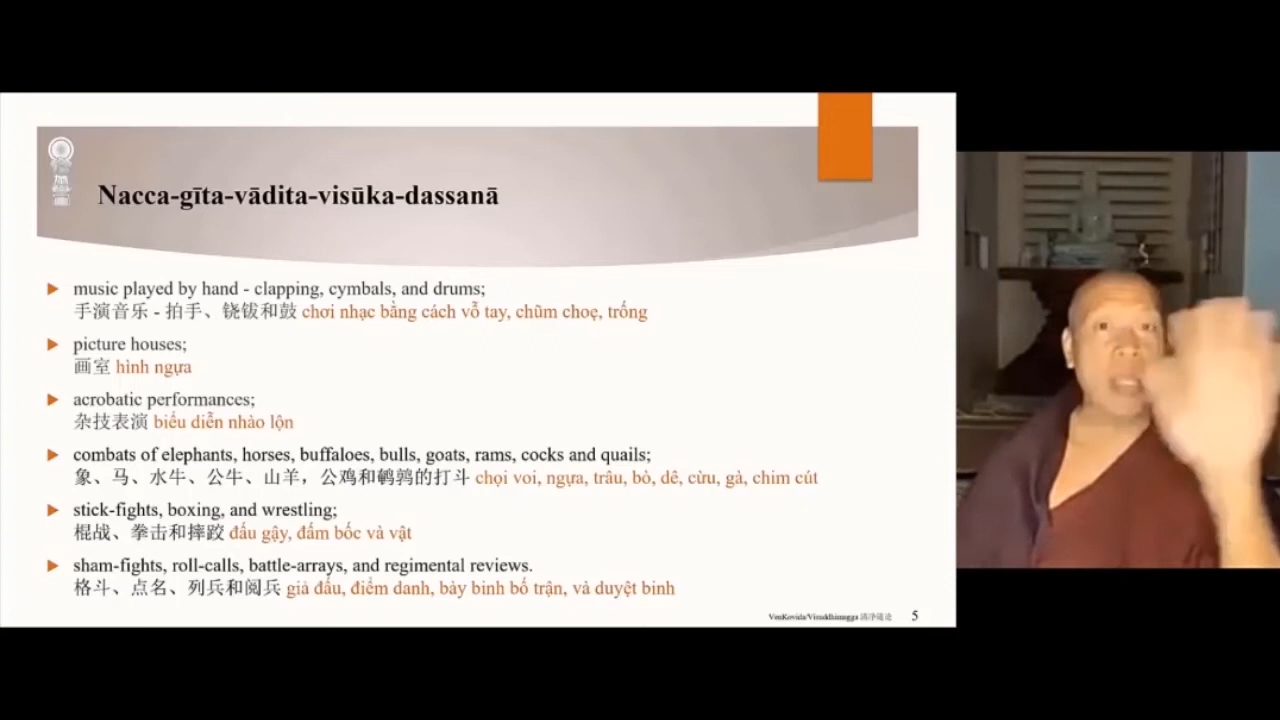 Nacca-gīta-vādita-visūka-dassanā
music played by hand - clapping, cymbals, and drums;
手演音乐 - 拍手、铙钹和鼓 chơi nhạc bằng cách vỗ tay, chũm choẹ, trống
picture houses;
画室 hình ngựa
acrobatic performances;
杂技表演 biểu diễn nhào lộn
combats of elephants, horses, buffaloes, bulls, goats, rams, cocks and quails;
象、马、水牛、公牛、山羊，公鸡和鹌鹑的打斗 chọi voi, ngựa, trâu, bò, dê, cừu, gà, chim cút
stick-fights, boxing, and wrestling;
棍战、拳击和摔跤 đấu gậy, đấm bốc và vật
sham-fights, roll-calls, battle-arrays, and regimental reviews.
格斗、点名、列兵和阅兵 giả đấu, điểm danh, bày binh bố trận, và duyệt binh
VenKovida/Visuddhimagga 清净道论 5